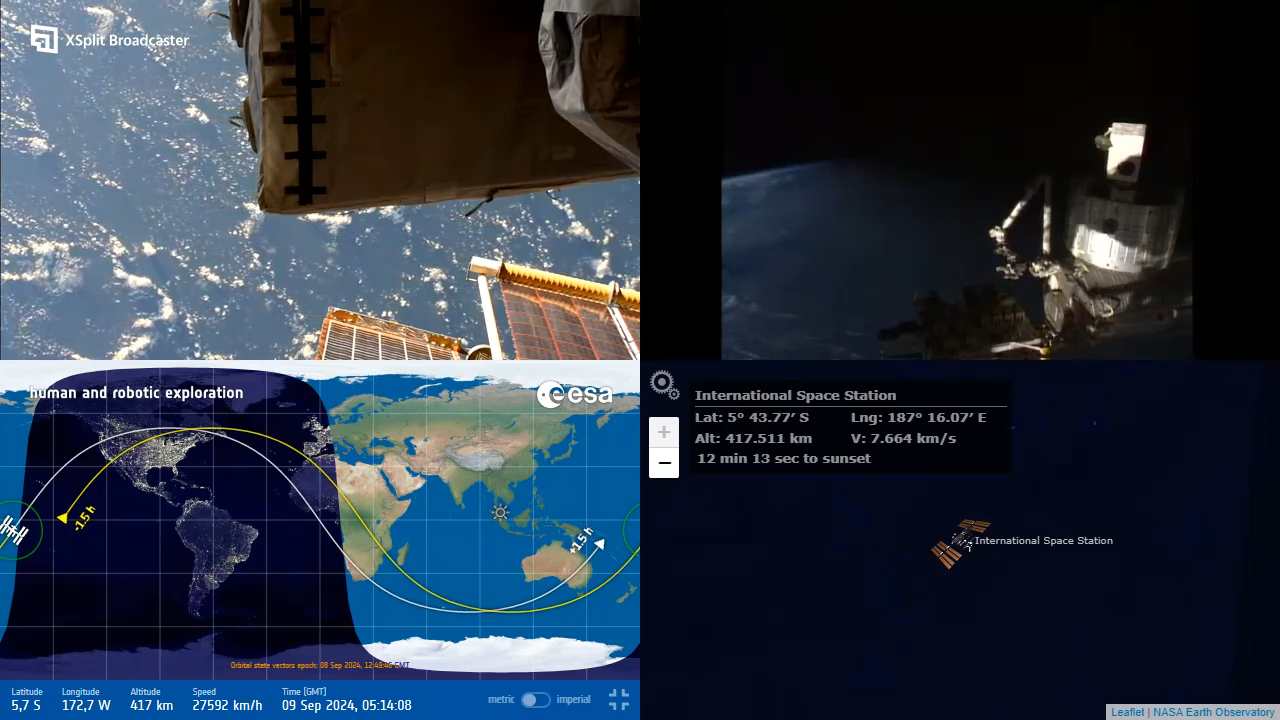 XSplit Broadcaster
human and robotic exploration
esa
-1.5 h
+1.5 h
Orbital state vectors epoch: 08 Sep 2024, 12:49:46 GMT
Latitude Longitude Altitude Speed Time [GMT]
5,7 S 172,7 W 417 km 27592 km/h 09 Sep 2024, 05:14:08
metric imperial
International Space Station
Lat: 5° 43.77′ S Lng: 187° 16.07′ E
Alt: 417.511 km V: 7.664 km/s
12 min 13 sec to sunset
+
−
International Space Station
Leaflet | NASA Earth Observatory